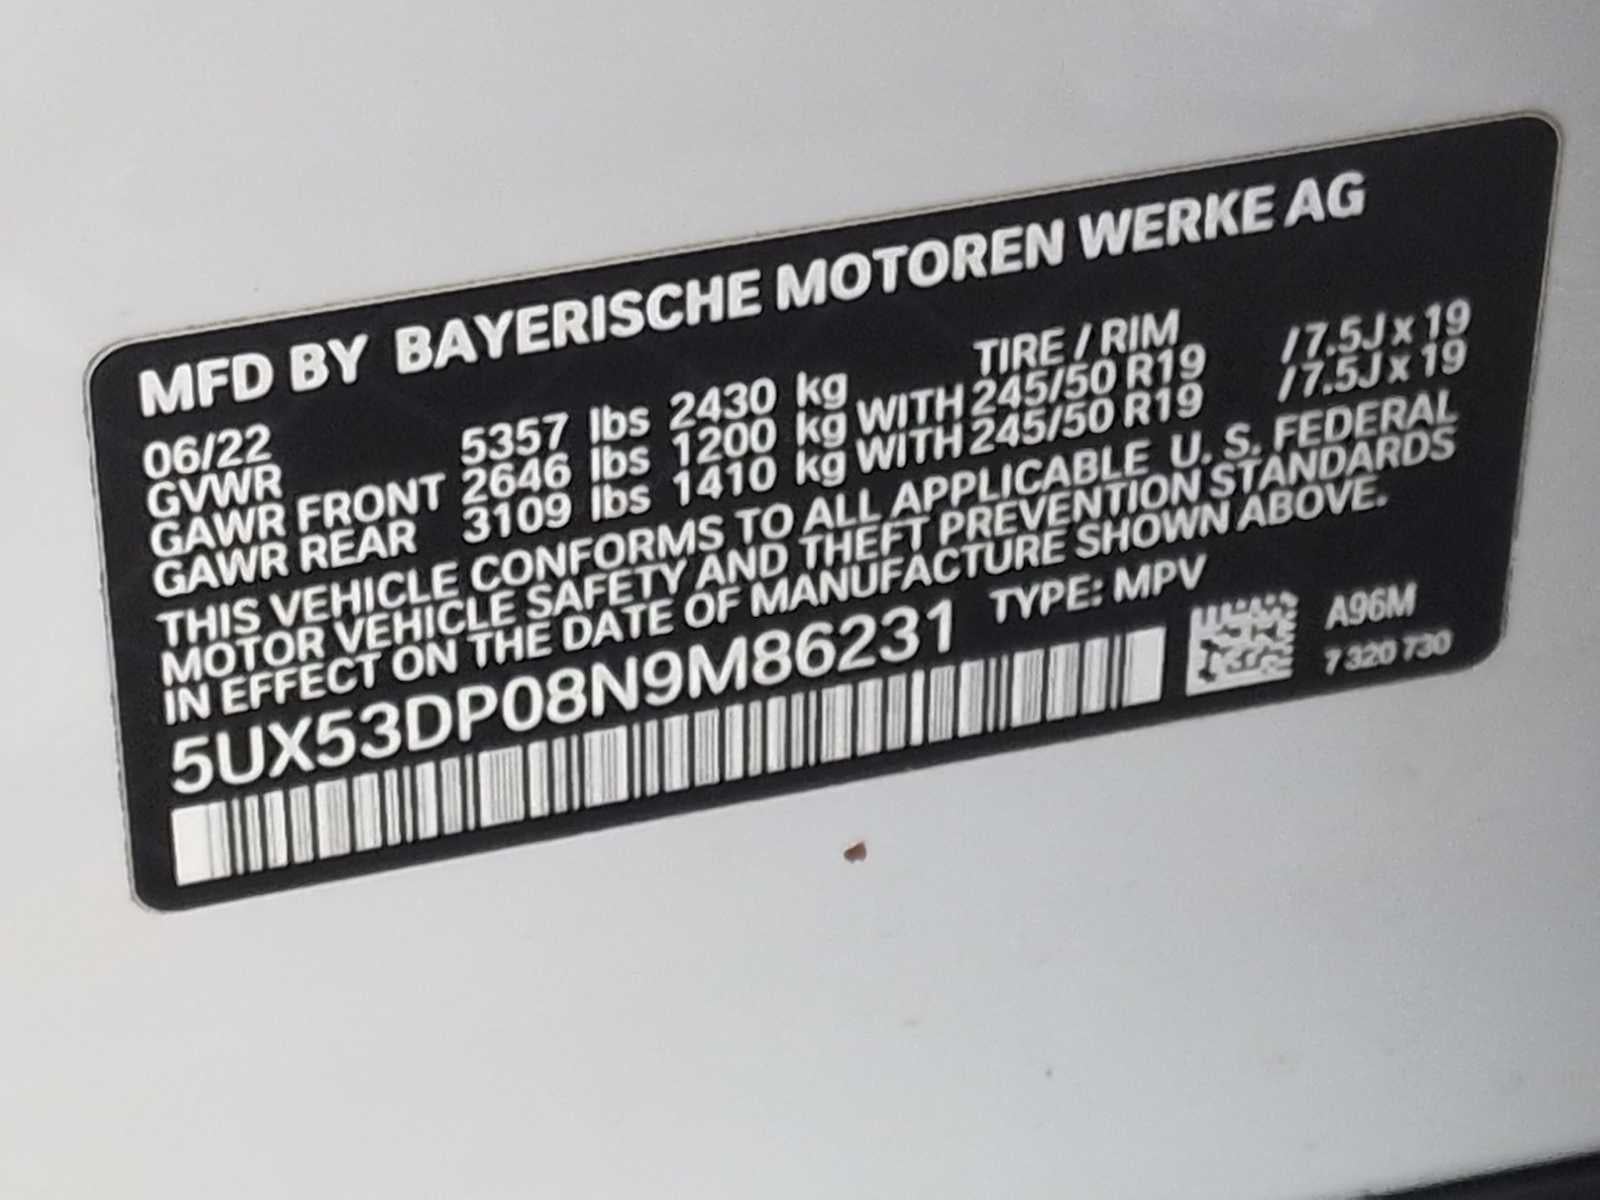 MFD BY BAYERISCHE MOTOREN WERKE AG
06/22 TIRE / RIM
GVWR 5357 lbs 2430 kg
GAWR FRONT 2646 lbs 1200 kg WITH 245/50 R19 /7.5J x 19
GAWR REAR 3109 lbs 1410 kg WITH 245/50 R19 /7.5J x 19
THIS VEHICLE CONFORMS TO ALL APPLICABLE U. S. FEDERAL
MOTOR VEHICLE SAFETY AND THEFT PREVENTION STANDARDS
IN EFFECT ON THE DATE OF MANUFACTURE SHOWN ABOVE.
5UX53DP08N9M86231 TYPE: MPV
A96M
7 320 730